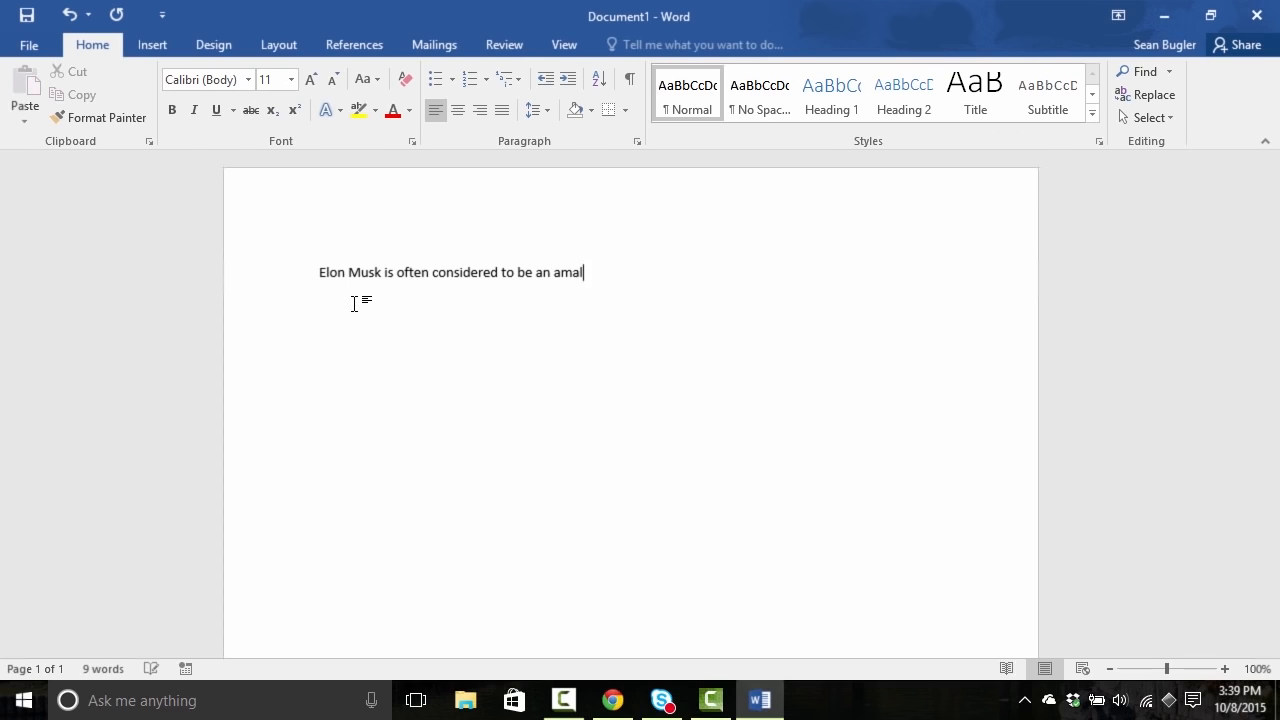 Document1 - Word
File Home Insert Design Layout References Mailings Review View Tell me what you want to do... Sean Bugler Share
Paste
Cut
Copy
Format Painter
Clipboard
Calibri (Body) 11 Aa
B I U abc x₂ x² A A
Font
Paragraph
AaBbCcDc AaBbCcDc AaBbCc AaBbCcD AaB AaBbCcD
¶ Normal ¶ No Spac... Heading 1 Heading 2 Title Subtitle
Styles
Find
Replace
Select
Editing
Elon Musk is often considered to be an amal
Page 1 of 1 9 words 100%
Ask me anything
3:39 PM
10/8/2015